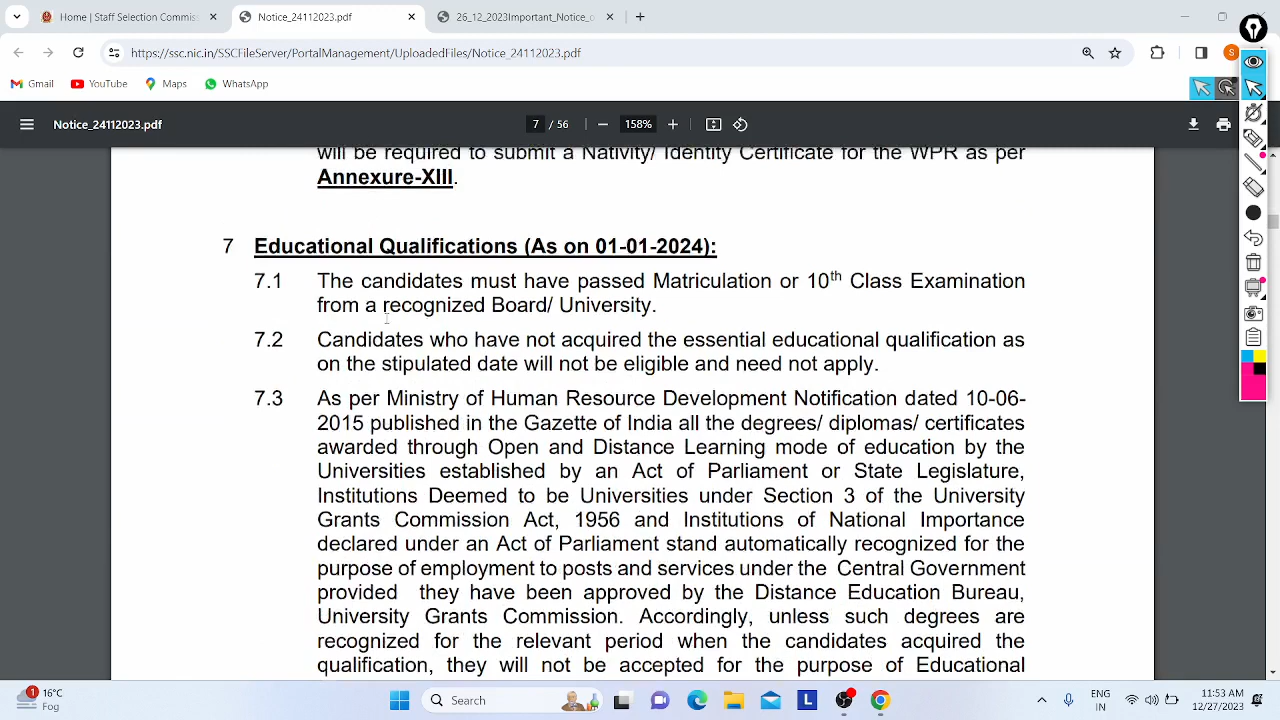 Home | Staff Selection Commiss
Notice_24112023.pdf
26_12_2023Important_Notice_c
https://ssc.nic.in/SSCFileServer/PortalManagement/UploadedFiles/Notice_24112023.pdf
S
Gmail YouTube Maps WhatsApp
Notice_24112023.pdf
7 / 56
158%
will be required to submit a Nativity/ Identity Certificate for the WPR as per
Annexure-XIII.
7 Educational Qualifications (As on 01-01-2024):
7.1 The candidates must have passed Matriculation or 10th Class Examination
from a recognized Board/ University.
7.2 Candidates who have not acquired the essential educational qualification as
on the stipulated date will not be eligible and need not apply.
7.3 As per Ministry of Human Resource Development Notification dated 10-06-
2015 published in the Gazette of India all the degrees/ diplomas/ certificates
awarded through Open and Distance Learning mode of education by the
Universities established by an Act of Parliament or State Legislature,
Institutions Deemed to be Universities under Section 3 of the University
Grants Commission Act, 1956 and Institutions of National Importance
declared under an Act of Parliament stand automatically recognized for the
purpose of employment to posts and services under the Central Government
provided they have been approved by the Distance Education Bureau,
University Grants Commission. Accordingly, unless such degrees are
recognized for the relevant period when the candidates acquired the
qualification, they will not be accepted for the purpose of Educational
1
16°C
Fog
Search
L
ENG
IN
11:53 AM
12/27/2023